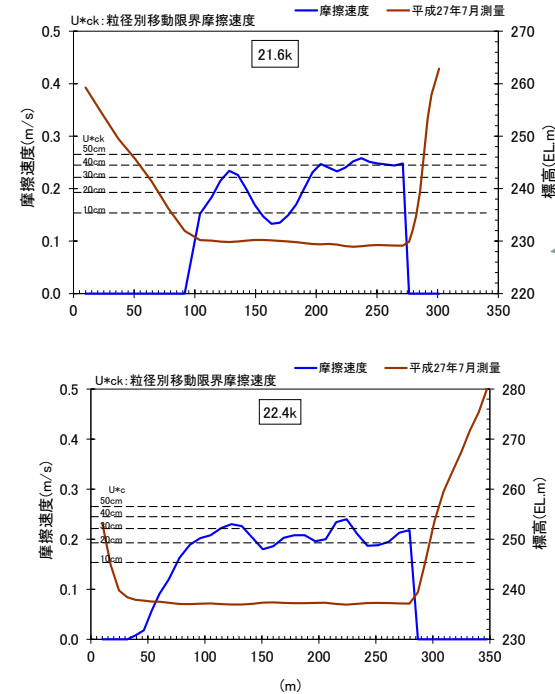 摩擦速度 平成27年7月測量
U*ck：粒径別移動限界摩擦速度
21.6k
0.5 270
0.4 260
0.3 250
0.2 240
0.1 230
0.0 220
U*ck
50cm
40cm
30cm
20cm
10cm
摩擦速度(m/s)
標高(EL.m)
0 50 100 150 200 250 300 350
(m)
摩擦速度 平成27年7月測量
U*ck：粒径別移動限界摩擦速度
22.4k
0.5 280
0.4 270
260
0.3
250
0.2
240
0.1
0.0 230
U*c
50cm
40cm
30cm
20cm
10cm
摩擦速度(m/s)
標高(EL.m)
0 50 100 150 200 250 300 350
(m)